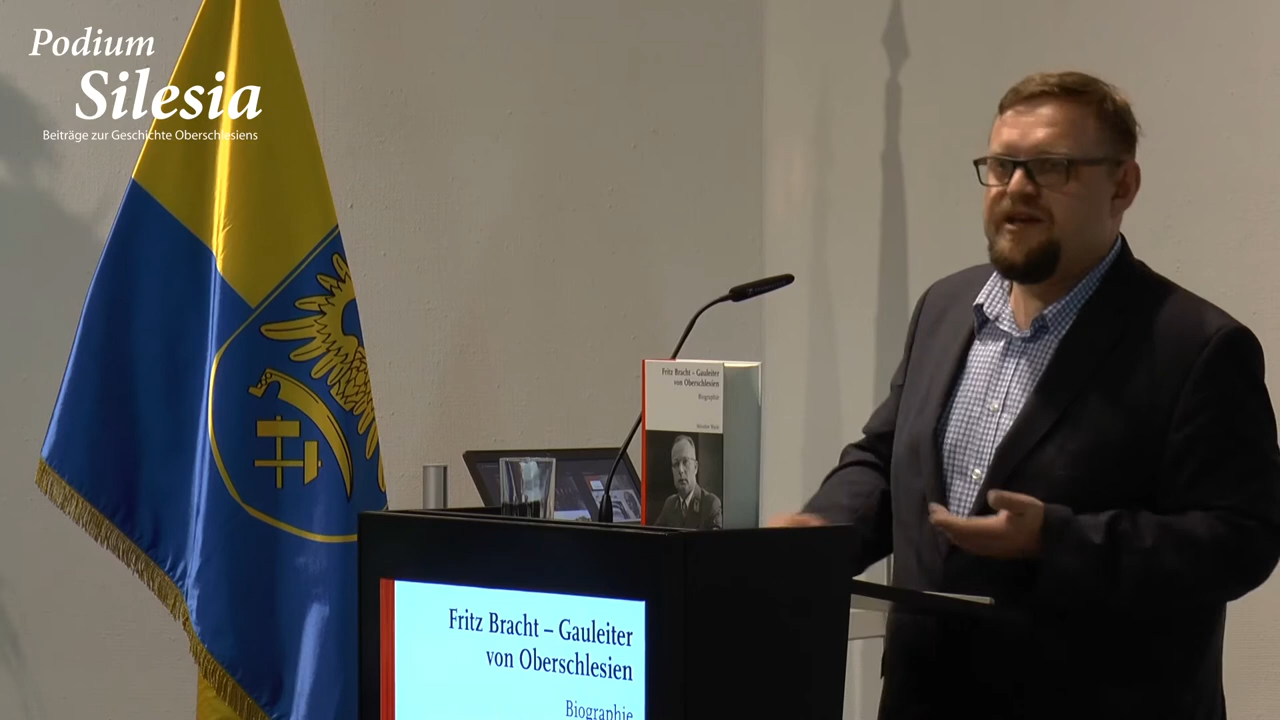 Podium
Silesia
Beiträge zur Geschichte Oberschlesiens
Fritz Bracht – Gauleiter
von Oberschlesien
Biographie
Fritz Bracht – Gauleiter
von Oberschlesien
Biographie